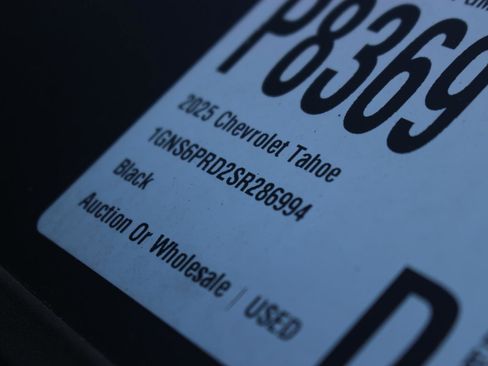 P8369
2025 Chevrolet Tahoe
1GNS6PRD2SR286994
Black
Auction Or Wholesale | USED